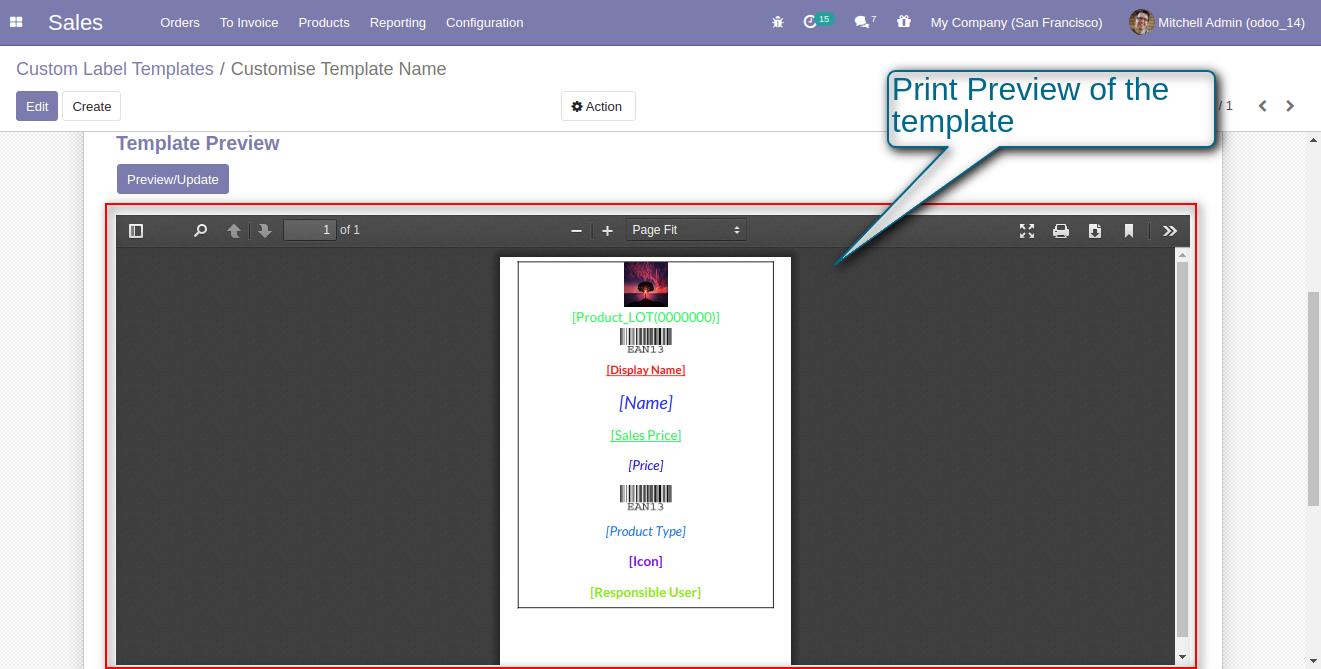 Sales Orders To Invoice Products Reporting Configuration 15 7 My Company (San Francisco) Mitchell Admin (odoo_14)
Custom Label Templates / Customise Template Name
Print Preview of the
template
Edit Create Action / 1
Template Preview
Preview/Update
1 of 1 Page Fit
[Product_LOT(0000000)]
EAN13
[Display Name]
[Name]
[Sales Price]
[Price]
EAN13
[Product Type]
[Icon]
[Responsible User]